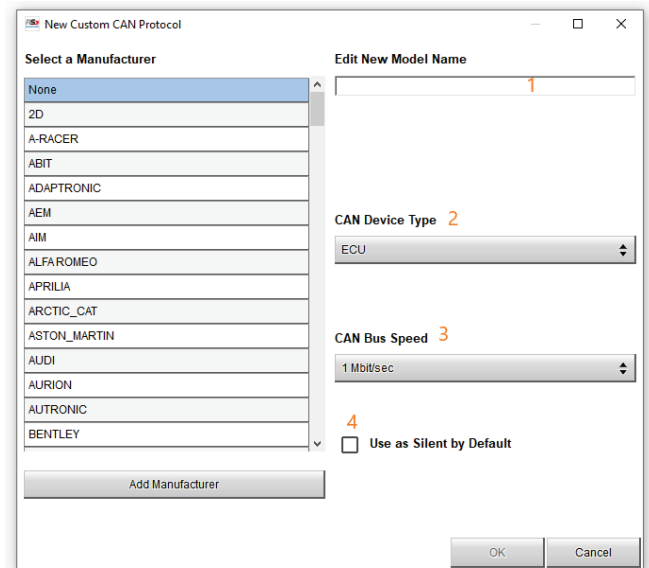 RS3 New Custom CAN Protocol
Select a Manufacturer
None
2D
A-RACER
ABIT
ADAPTRONIC
AEM
AIM
ALFA ROMEO
APRILIA
ARCTIC_CAT
ASTON_MARTIN
AUDI
AURION
AUTRONIC
BENTLEY
Add Manufacturer
Edit New Model Name
1
CAN Device Type 2
ECU
CAN Bus Speed 3
1 Mbit/sec
4
Use as Silent by Default
OK Cancel